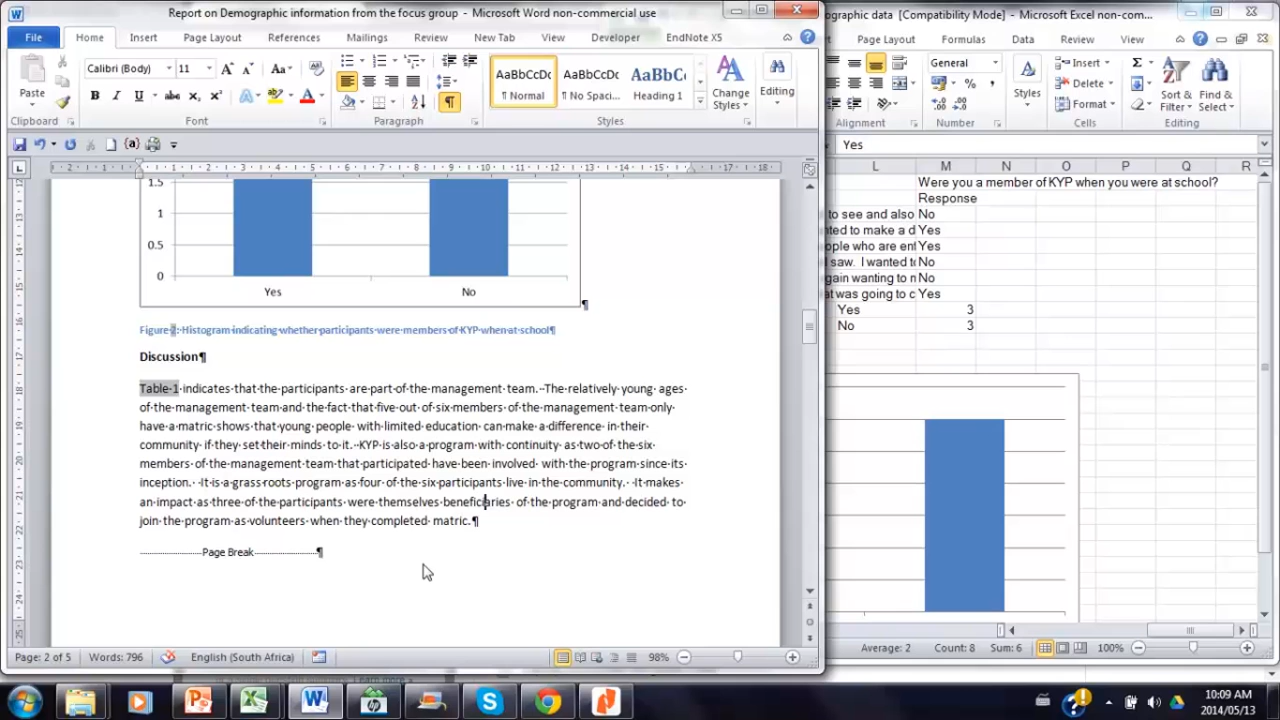 Report on Demographic information from the focus group - Microsoft Word non-commercial use
File Home Insert Page Layout References Mailings Review New Tab View Developer EndNote X5
Calibri (Body) 11
Paste
AaBbCcDc AaBbCcDc AaBbCc
¶ Normal ¶ No Spaci... Heading 1
Change Styles
Editing
Clipboard Font Paragraph Styles
1.5
1
0.5
0
Yes No
Figure 2: Histogram indicating whether participants were members of KYP when at school¶
Discussion¶
Table 1 indicates that the participants are part of the management team. The relatively young ages
of the management team and the fact that five out of six members of the management team only
have a matric shows that young people with limited education can make a difference in their
community if they set their minds to it. KYP is also a program with continuity as two of the six
members of the management team that participated have been involved with the program since its
inception. It is a grass roots program as four of the six participants live in the community. It makes
an impact as three of the participants were themselves beneficiaries of the program and decided to
join the program as volunteers when they completed matric.¶
Page Break ¶
Page: 2 of 5 Words: 796 English (South Africa) 98%
ographic data [Compatibility Mode] - Microsoft Excel non-com...
Page Layout Formulas Data Review View
General
Styles
Insert
Delete
Format
Sort & Filter
Find & Select
Alignment Number Cells Editing
Yes
L M N O P Q R
Were you a member of KYP when you were at school?
Response
to see and also No
nted to make a d Yes
ople who are en Yes
I saw. I wanted t No
gain wanting to No
at was going to c Yes
Yes 3
No 3
Average: 2 Count: 8 Sum: 6 100%
10:09 AM
2014/05/13